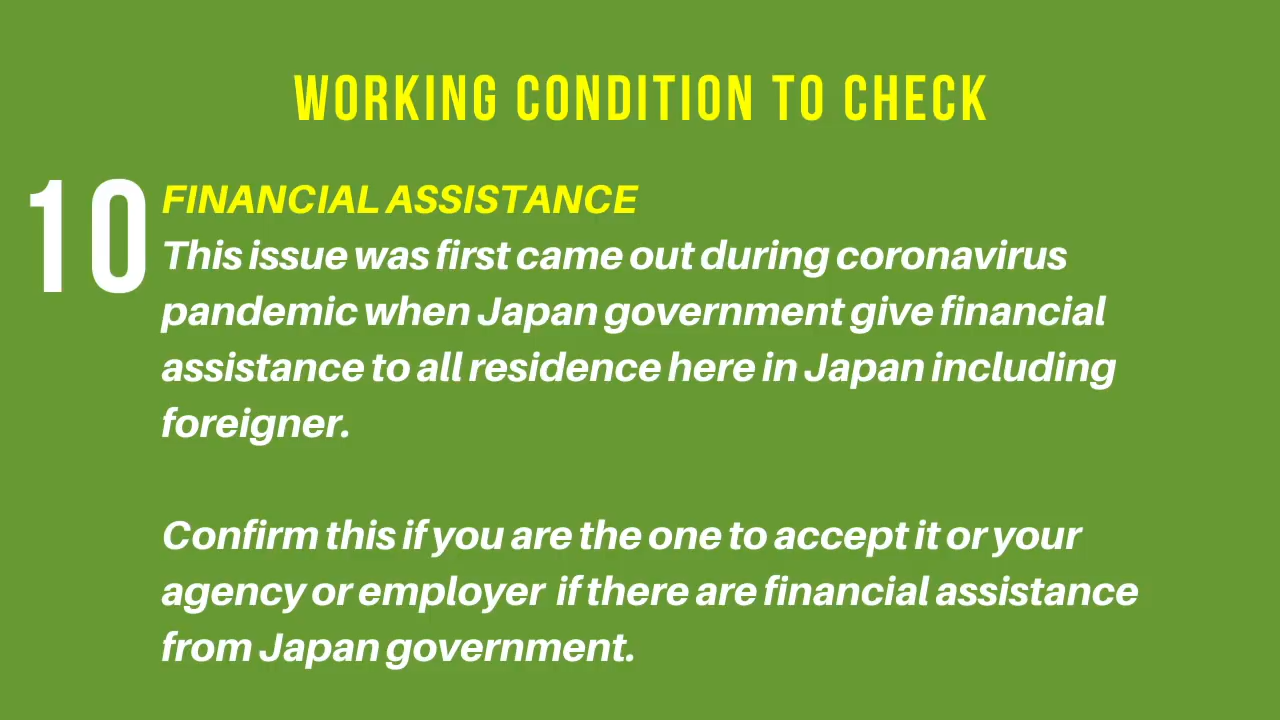 WORKING CONDITION TO CHECK
10
FINANCIAL ASSISTANCE
This issue was first came out during coronavirus
pandemic when Japan government give financial
assistance to all residence here in Japan including
foreigner.
Confirm this if you are the one to accept it or your
agency or employer if there are financial assistance
from Japan government.